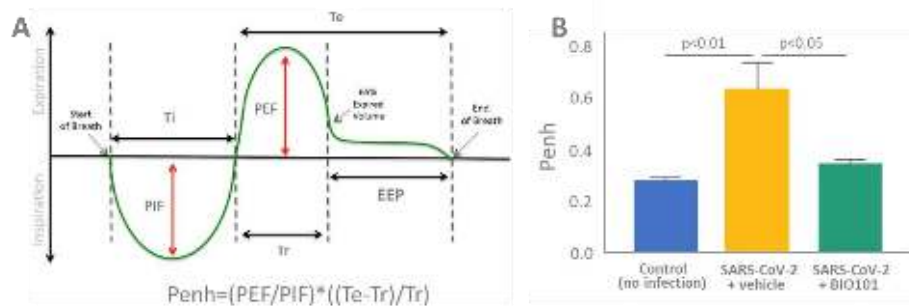 A
Expiration
Inspiration
Te
Start
of Breath
Ti
PEF
Expired
Volume
End
of Breath
PIF
EEP
Tr
Penh=(PEF/PIF)*((Te-Tr)/Tr)
B
p<0.01
p<0.05
Penh
0.8
0.6
0.4
0.2
0.0
Control
(no infection)
SARS-CoV-2
+ vehicle
SARS-CoV-2
+ BIO101